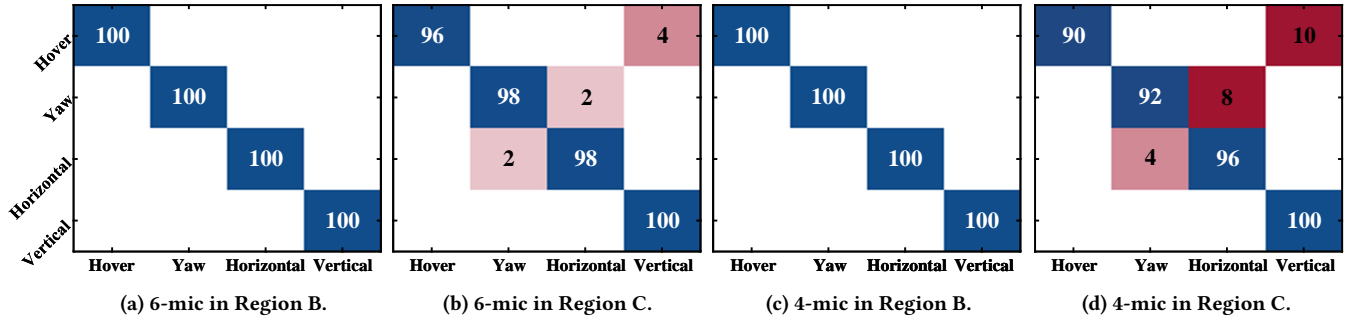 Hover 100 96 4 100 90 10
Yaw 100 98 2 100 92 8
Horizontal 100 2 98 100 4 96
Vertical 100 100 100 100
Hover Yaw Horizontal Vertical Hover Yaw Horizontal Vertical Hover Yaw Horizontal Vertical Hover Yaw Horizontal Vertical
(a) 6-mic in Region B. (b) 6-mic in Region C. (c) 4-mic in Region B. (d) 4-mic in Region C.